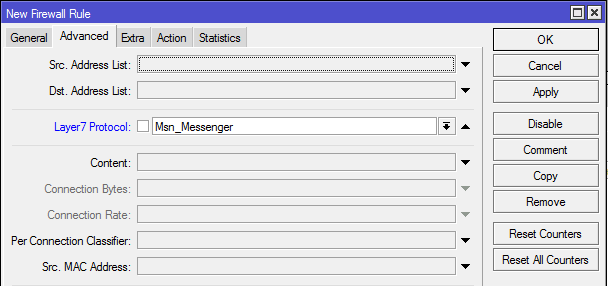 New Firewall Rule
General Advanced Extra Action Statistics
Src. Address List:
Dst. Address List:
Layer7 Protocol: Msn_Messenger
Content:
Connection Bytes:
Connection Rate:
Per Connection Classifier:
Src. MAC Address:
OK
Cancel
Apply
Disable
Comment
Copy
Remove
Reset Counters
Reset All Counters